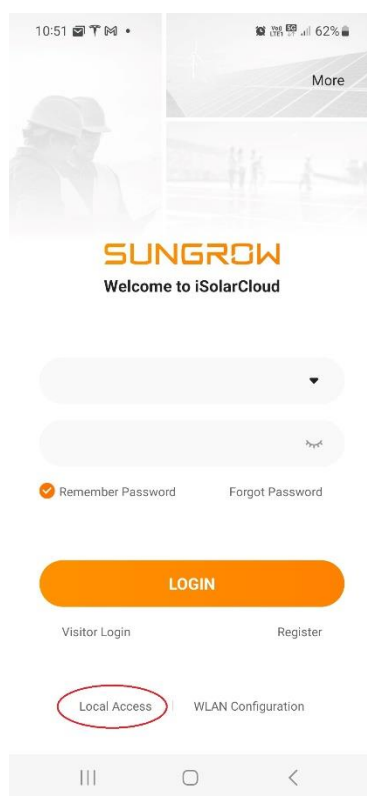 10:51 62%
More
SUNGROW
Welcome to iSolarCloud
Remember Password Forgot Password
LOGIN
Visitor Login Register
Local Access WLAN Configuration